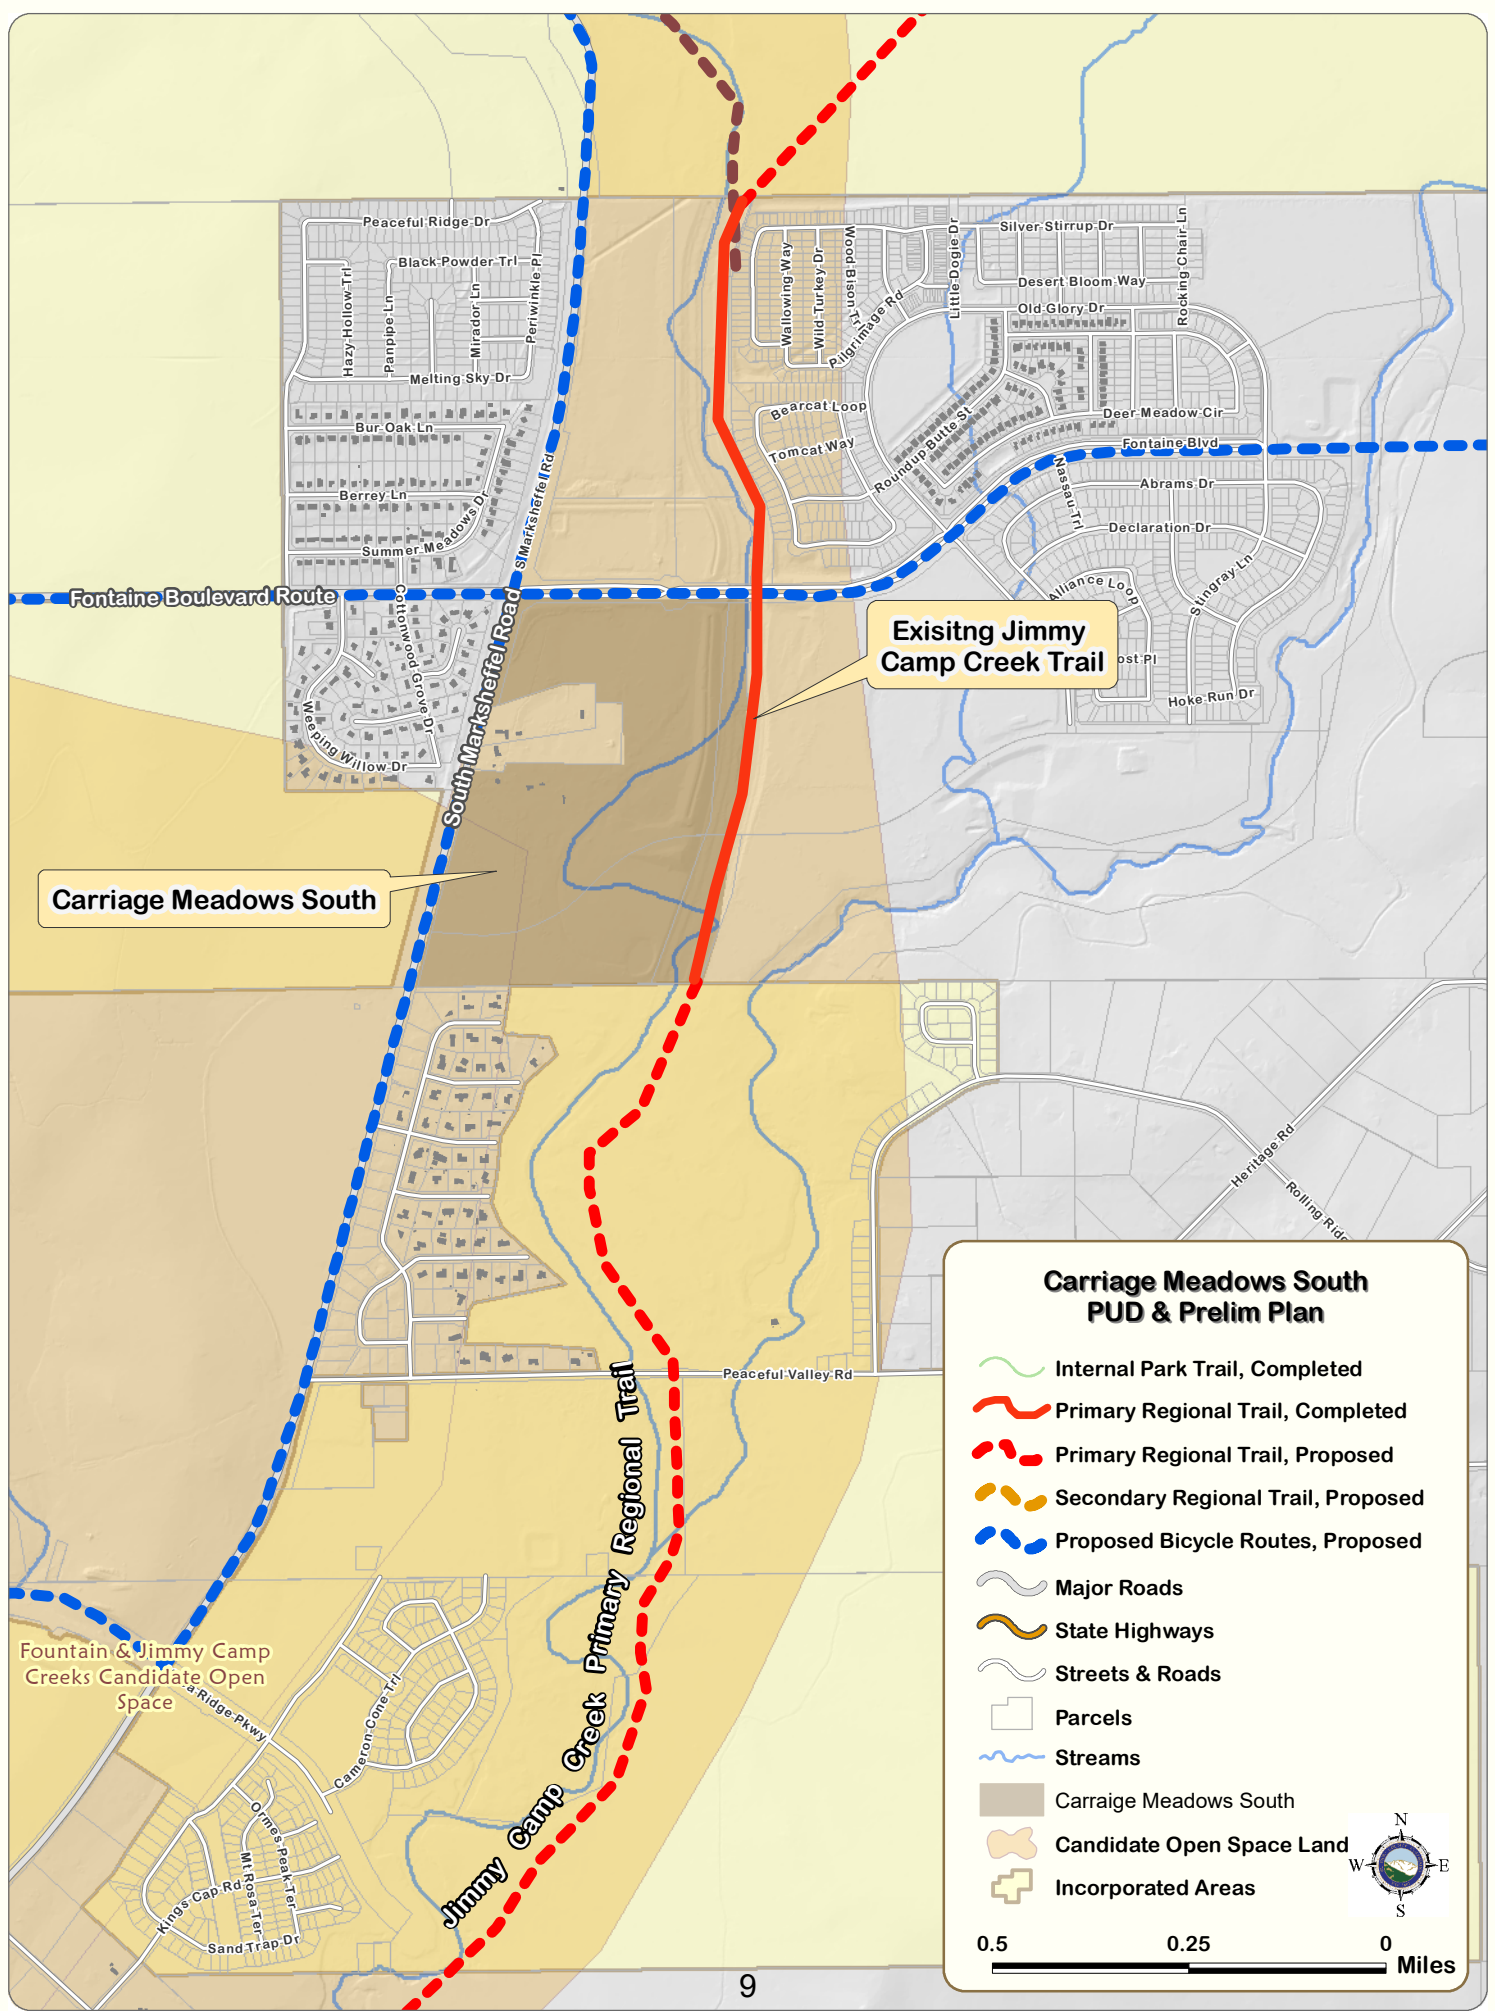 Peaceful Ridge Dr
Black Powder Trl
Hazy Hollow Trl
Panpipe Ln
Mirador Ln
Periwinkle Pl
Melting Sky Dr
Bur Oak Ln
Berrey Ln
Summer Meadows Dr
S Marksheffel Rd
Fontaine Boulevard Route
Cottonwood Grove Dr
Weeping Willow Dr
South Marksheffel Road
Wallowing Way
Wild Turkey Dr
Wood Bison Trl
Pilgrimage Rd
Little Dogie Dr
Silver Stirrup Dr
Rocking Chair Ln
Desert Bloom Way
Old Glory Dr
Bearcat Loop
Tomcat Way
Roundup Butte St
Deer Meadow Cir
Fontaine Blvd
Nassau Trl
Abrams Dr
Declaration Dr
Alliance Loop
Stingray Ln
ost Pl
Hoke Run Dr
Exisitng Jimmy
Camp Creek Trail
Carriage Meadows South
Heritage Rd
Rolling Ridg
Peaceful Valley Rd
Jimmy Camp Creek Primary Regional Trail
Fountain & Jimmy Camp
Creeks Candidate Open
Space
a Ridge Pkwy
Cameron Cone Trl
Ormes Peak Ter
Mt Rosa Ter
Kings Cap Rd
Sand Trap Dr
Carriage Meadows South
PUD & Prelim Plan
Internal Park Trail, Completed
Primary Regional Trail, Completed
Primary Regional Trail, Proposed
Secondary Regional Trail, Proposed
Proposed Bicycle Routes, Proposed
Major Roads
State Highways
Streets & Roads
Parcels
Streams
Carraige Meadows South
Candidate Open Space Land
Incorporated Areas
N
W E
S
0.5 0.25 0
Miles
9